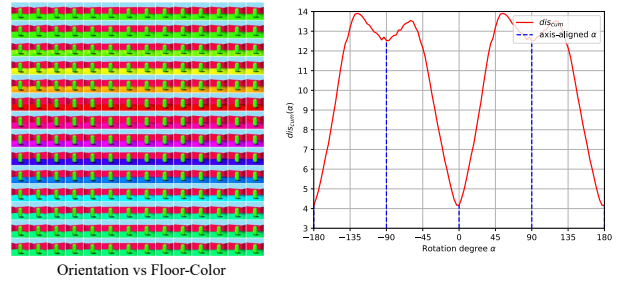 Orientation vs Floor-Color
14
13
12
11
10
9
8
7
6
5
4
3
dis_cum(α)
dis_cum
axis-aligned α
−180 −135 −90 −45 0 45 90 135 180
Rotation degree α